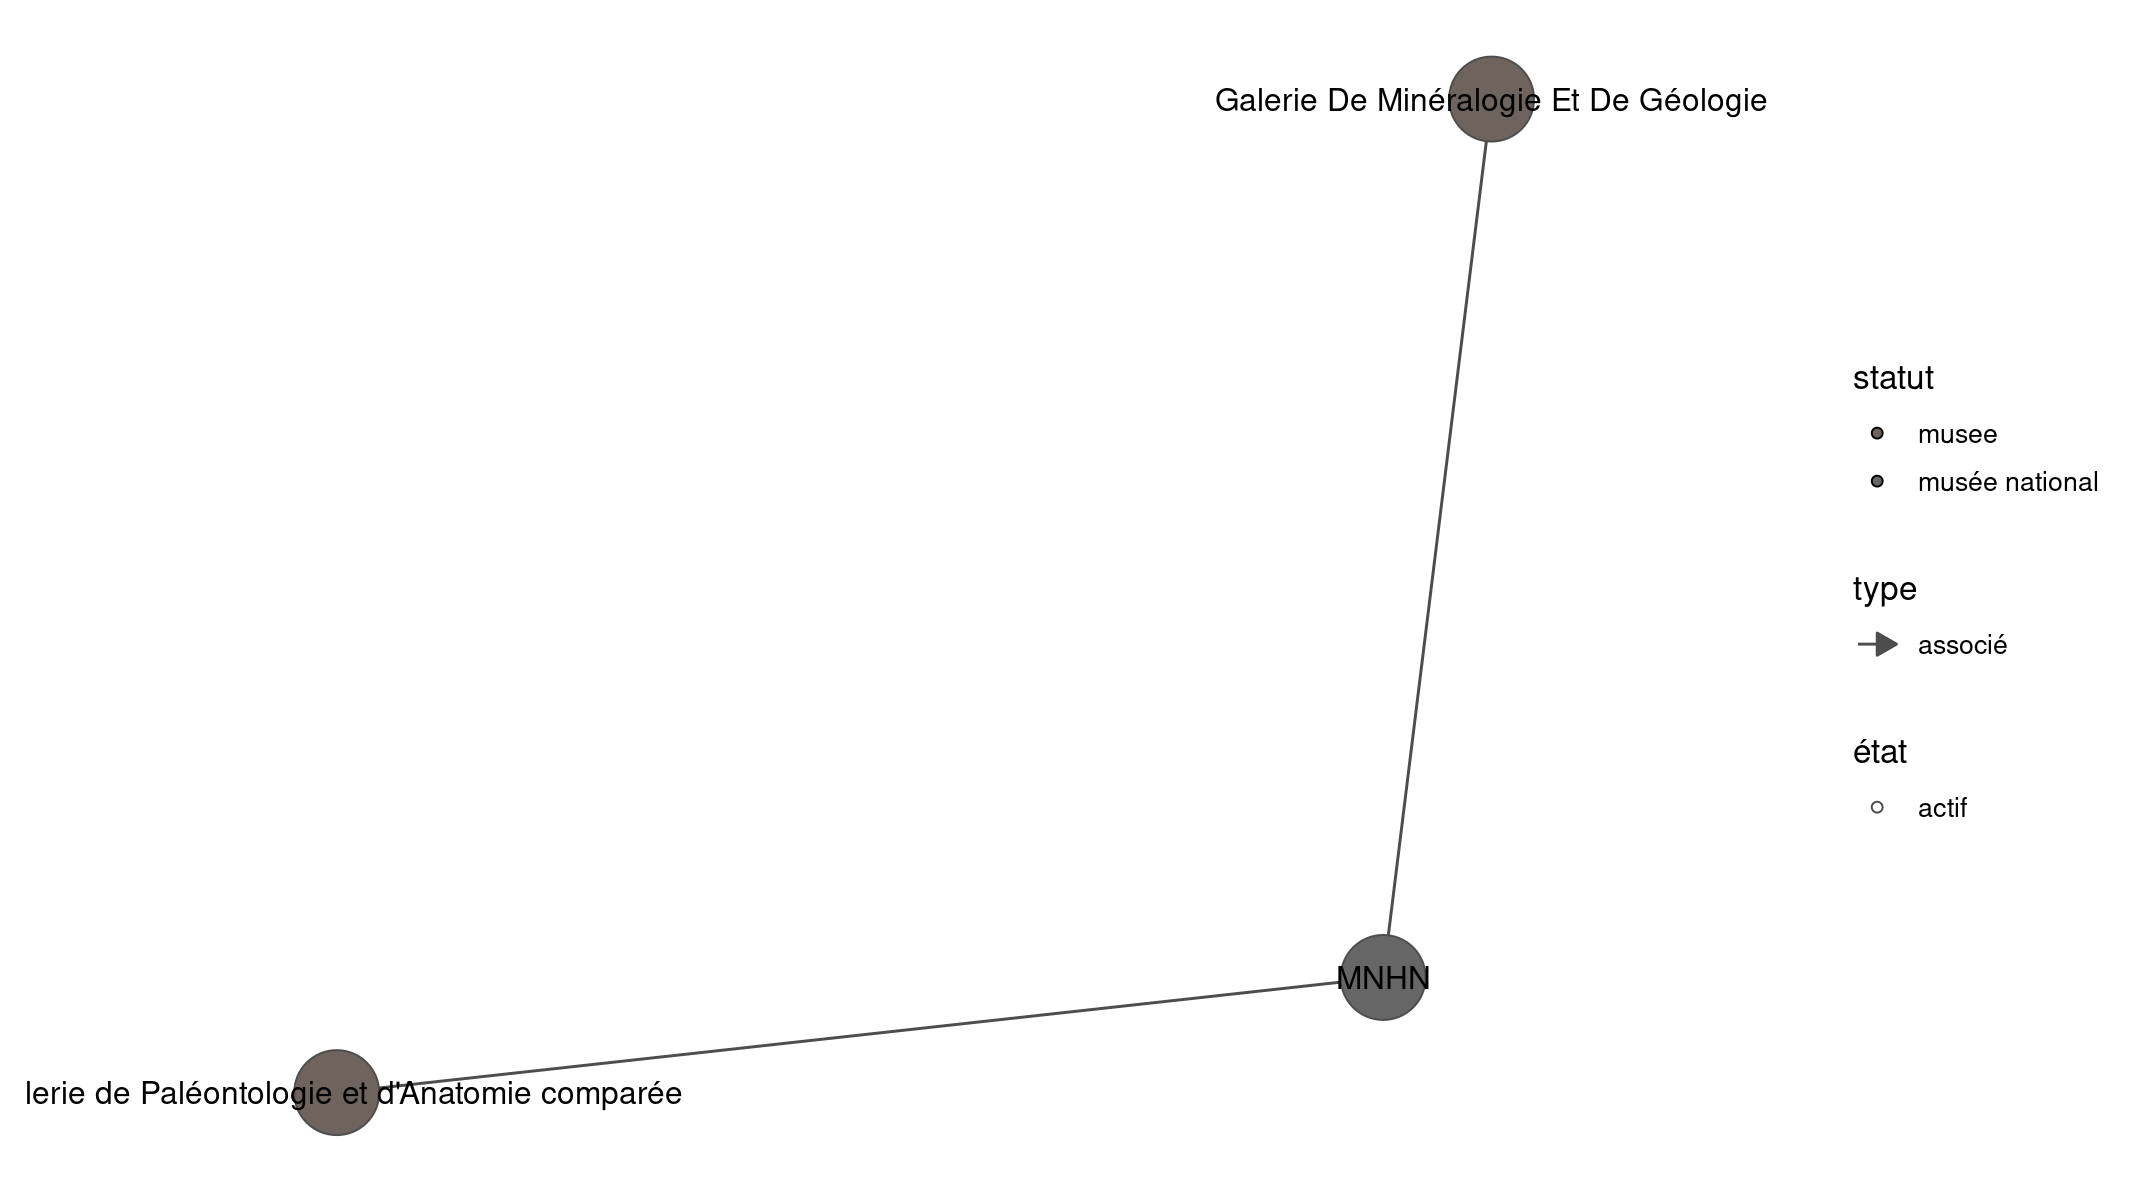 Galerie De Minéralogie Et De Géologie
statut
musee
musée national
type
associé
état
actif
MNHN
lerie de Paléontologie et d'Anatomie comparée